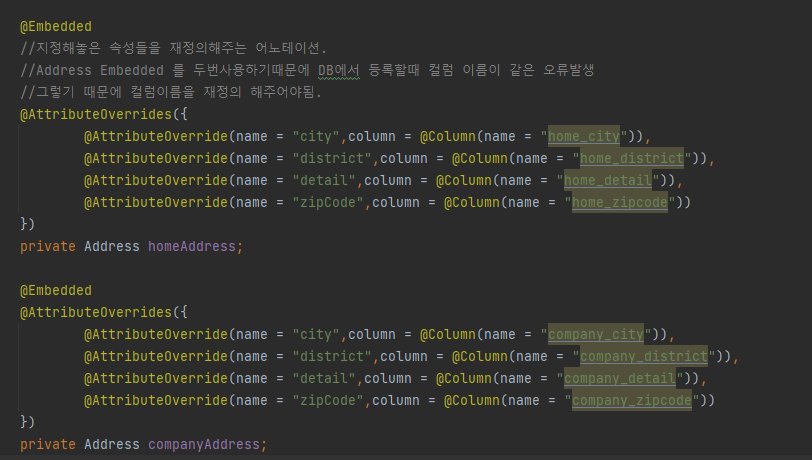 @Embedded
//지정해놓은 속성들을 재정의해주는 어노테이션.
//Address Embedded 를 두번사용하기때문에 DB에서 등록할때 컬럼 이름이 같은 오류발생
//그렇기 때문에 컬럼이름을 재정의 해주어야됨.
@AttributeOverrides({
        @AttributeOverride(name = "city",column = @Column(name = "home_city")),
        @AttributeOverride(name = "district",column = @Column(name = "home_district")),
        @AttributeOverride(name = "detail",column = @Column(name = "home_detail")),
        @AttributeOverride(name = "zipCode",column = @Column(name = "home_zipcode"))
})
private Address homeAddress;
@Embedded
@AttributeOverrides({
        @AttributeOverride(name = "city",column = @Column(name = "company_city")),
        @AttributeOverride(name = "district",column = @Column(name = "company_district")),
        @AttributeOverride(name = "detail",column = @Column(name = "company_detail")),
        @AttributeOverride(name = "zipCode",column = @Column(name = "company_zipcode"))
})
private Address companyAddress;